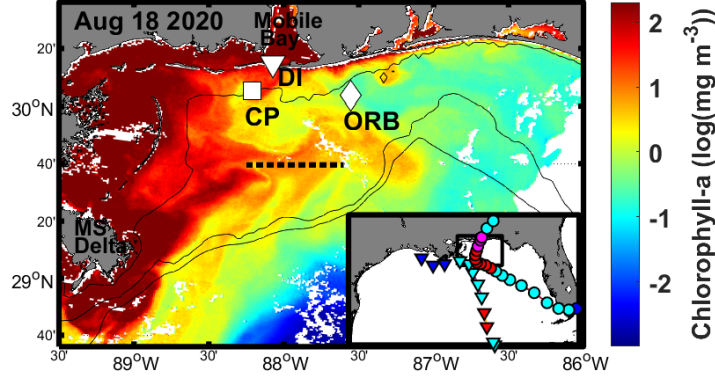 Aug 18 2020
Mobile
Bay
DI
CP
ORB
MS
Delta
20'
30°N
40'
20'
29°N
40'
30'
89°W
30'
88°W
30'
87°W
30'
86°W
2
1
0
-1
-2
Chlorophyll-a (log(mg m-3))